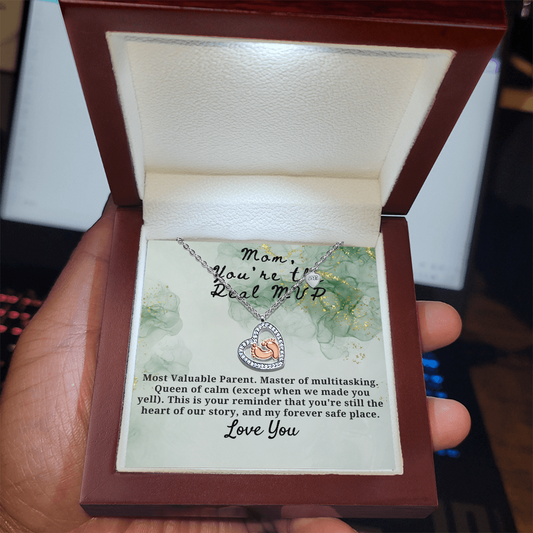 Mom,
You're the
Real MVP
Most Valuable Parent. Master of multitasking.
Queen of calm (except when we made you
yell). This is your reminder that you're still the
heart of our story, and my forever safe place.
Love You